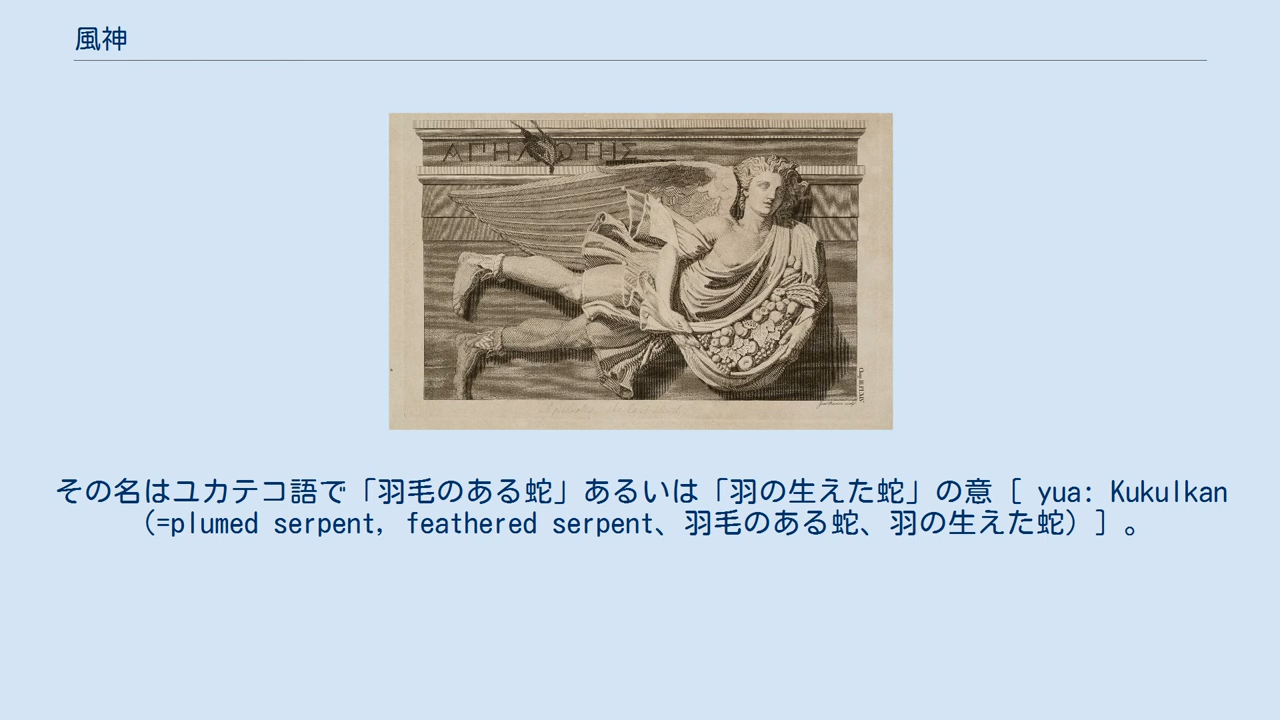 風神
ΑΠΗΛΙΩΤΗΣ
その名はユカテコ語で「羽毛のある蛇」あるいは「羽の生えた蛇」の意［ yua: Kukulkan
（=plumed serpent, feathered serpent、羽毛のある蛇、羽の生えた蛇）］。